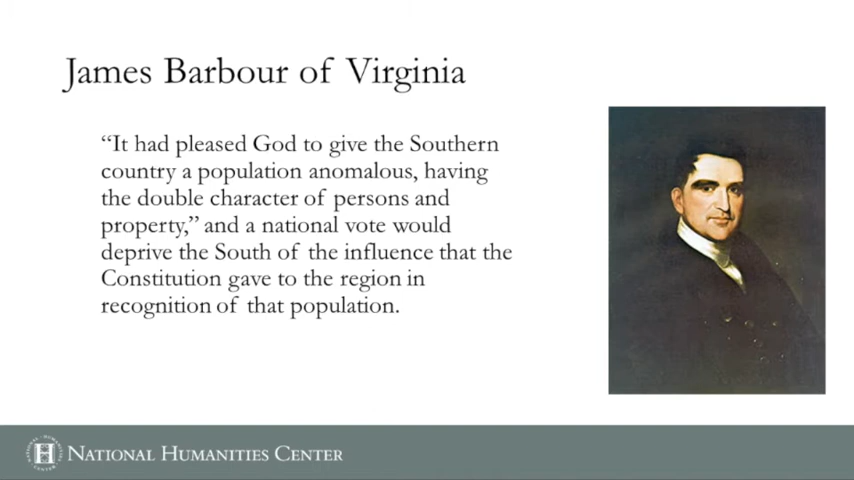 James Barbour of Virginia
“It had pleased God to give the Southern
country a population anomalous, having
the double character of persons and
property,” and a national vote would
deprive the South of the influence that the
Constitution gave to the region in
recognition of that population.
NATIONAL HUMANITIES CENTER